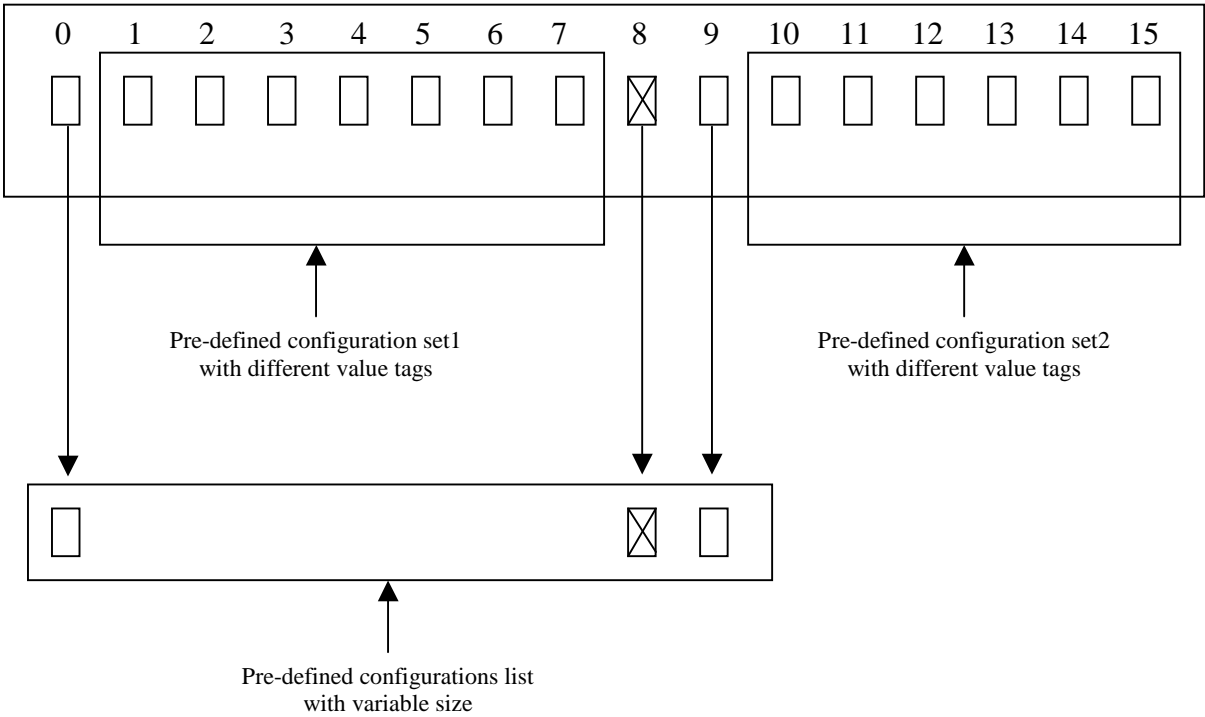 0 1 2 3 4 5 6 7 8 9 10 11 12 13 14 15
Pre-defined configuration set1
with different value tags
Pre-defined configuration set2
with different value tags
Pre-defined configurations list
with variable size